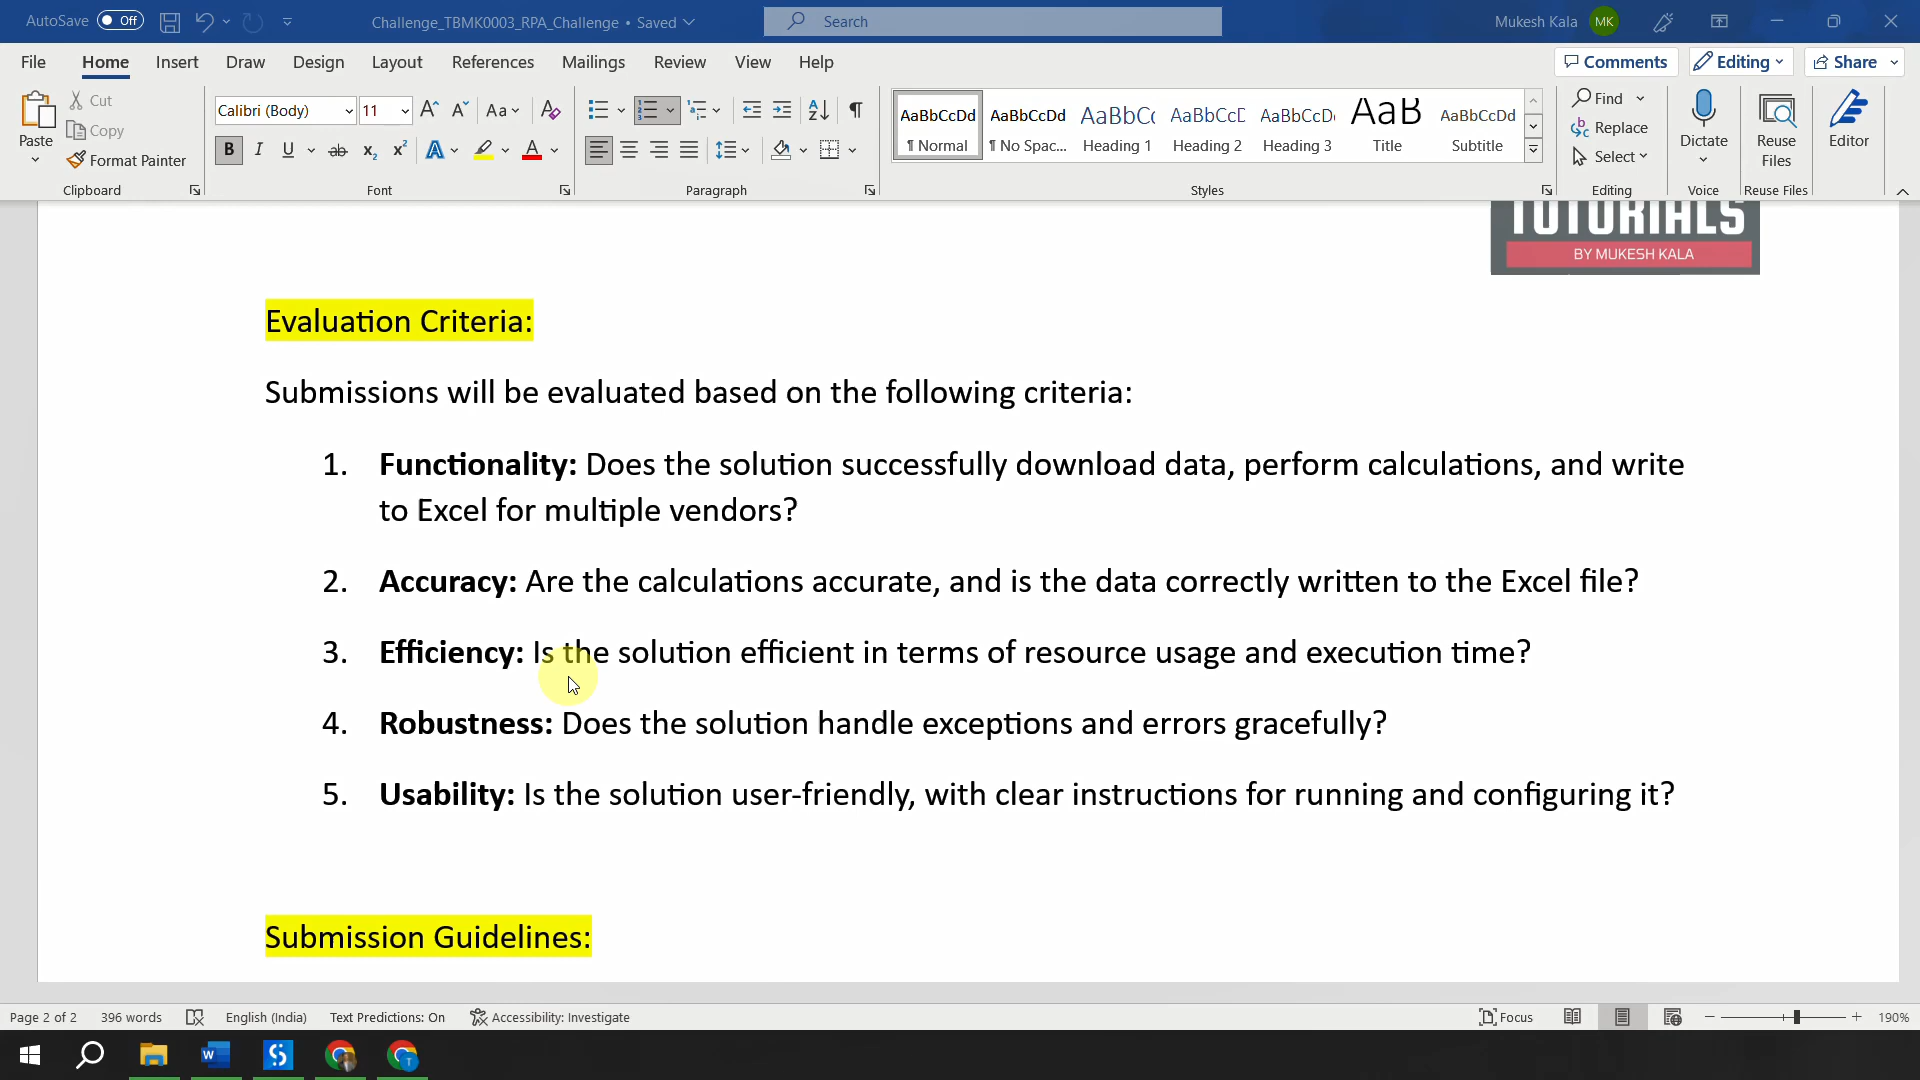 AutoSave Off Challenge_TBMK0003_RPA_Challenge • Saved Search Mukesh Kala MK
File Home Insert Draw Design Layout References Mailings Review View Help Comments Editing Share
Paste Cut Copy Format Painter Clipboard
Calibri (Body) 11 Font
Paragraph
AaBbCcDd ¶ Normal AaBbCcDd ¶ No Spac... AaBbCc Heading 1 AaBbCcD Heading 2 AaBbCcDd Heading 3 AaB Title AaBbCcDd Subtitle Styles
Find Replace Select Editing
Dictate Voice
Reuse Files Reuse Files
Editor
TUTORIALS
BY MUKESH KALA
Evaluation Criteria:
Submissions will be evaluated based on the following criteria:
1. Functionality: Does the solution successfully download data, perform calculations, and write
to Excel for multiple vendors?
2. Accuracy: Are the calculations accurate, and is the data correctly written to the Excel file?
3. Efficiency: Is the solution efficient in terms of resource usage and execution time?
4. Robustness: Does the solution handle exceptions and errors gracefully?
5. Usability: Is the solution user-friendly, with clear instructions for running and configuring it?
Submission Guidelines:
Page 2 of 2 396 words English (India) Text Predictions: On Accessibility: Investigate Focus 190%